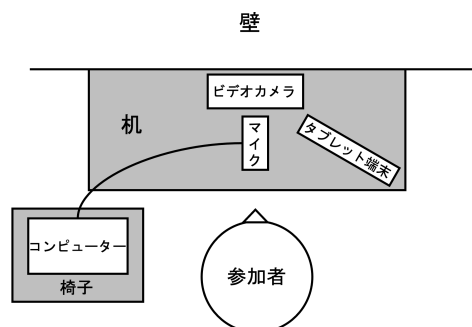 壁
ビデオカメラ
机
マイク
タブレット端末
コンピューター
椅子
参加者